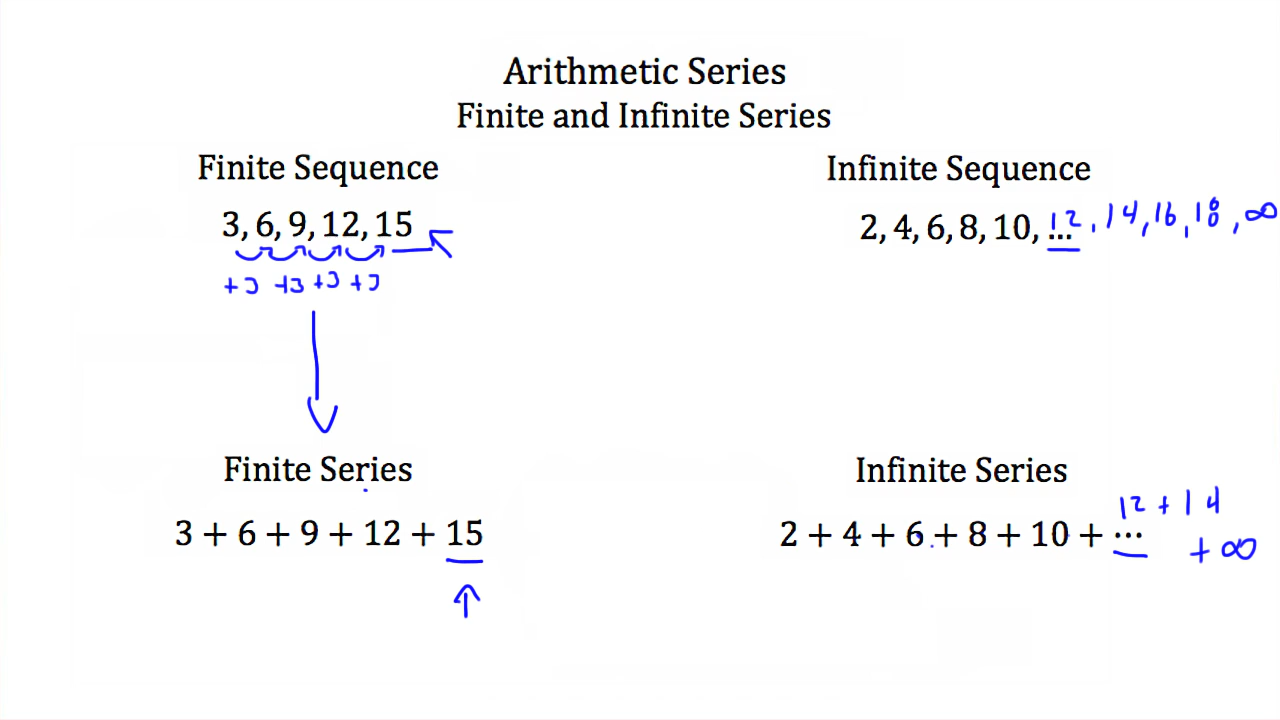 Arithmetic Series
Finite and Infinite Series
Finite Sequence
3, 6, 9, 12, 15
+3 +3 +3 +3
Infinite Sequence
2, 4, 6, 8, 10, ... 12, 14, 16, 18, ∞
Finite Series
3 + 6 + 9 + 12 + 15
Infinite Series
12 + 14
2 + 4 + 6 + 8 + 10 + ⋯
+ ∞